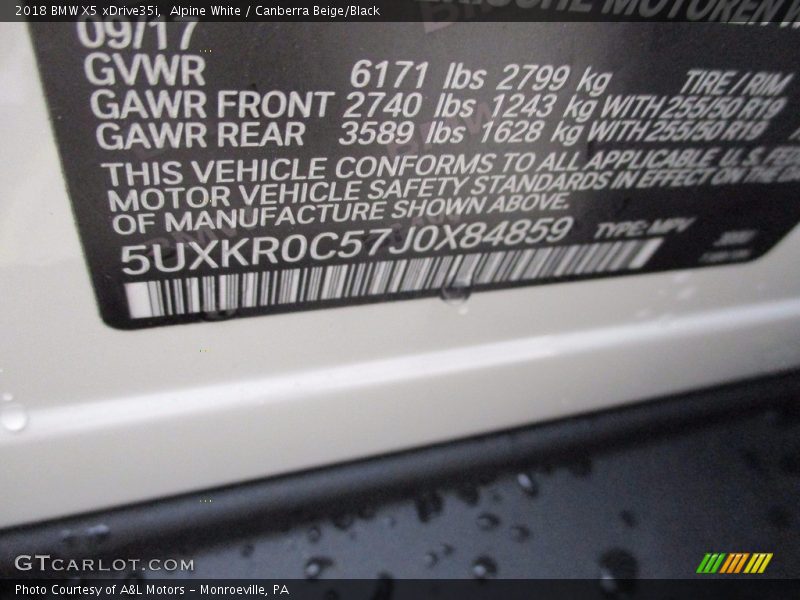 2018 BMW X5 xDrive35i,  Alpine White / Canberra Beige/Black
MOTOREN
09/17
GVWR 6171 lbs 2799 kg TIRE / RIM
GAWR FRONT 2740 lbs 1243 kg WITH 255/50 R19
GAWR REAR 3589 lbs 1628 kg WITH 255/50 R19
THIS VEHICLE CONFORMS TO ALL APPLICABLE U.S. FED
MOTOR VEHICLE SAFETY STANDARDS IN EFFECT ON THE
OF MANUFACTURE SHOWN ABOVE.
5UXKR0C57J0X84859 TYPE: MPV
GTCARLOT.COM
Photo Courtesy of A&L Motors - Monroeville, PA